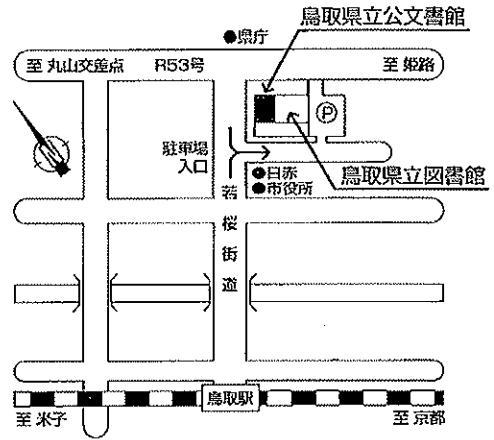 鳥取県立公文書館
●県庁
至 丸山交差点
R53号
至 姫路
P
駐車場
入口
鳥取県立図書館
●日赤
●市役所
若桜街道
鳥取駅
至 米子
至 京都